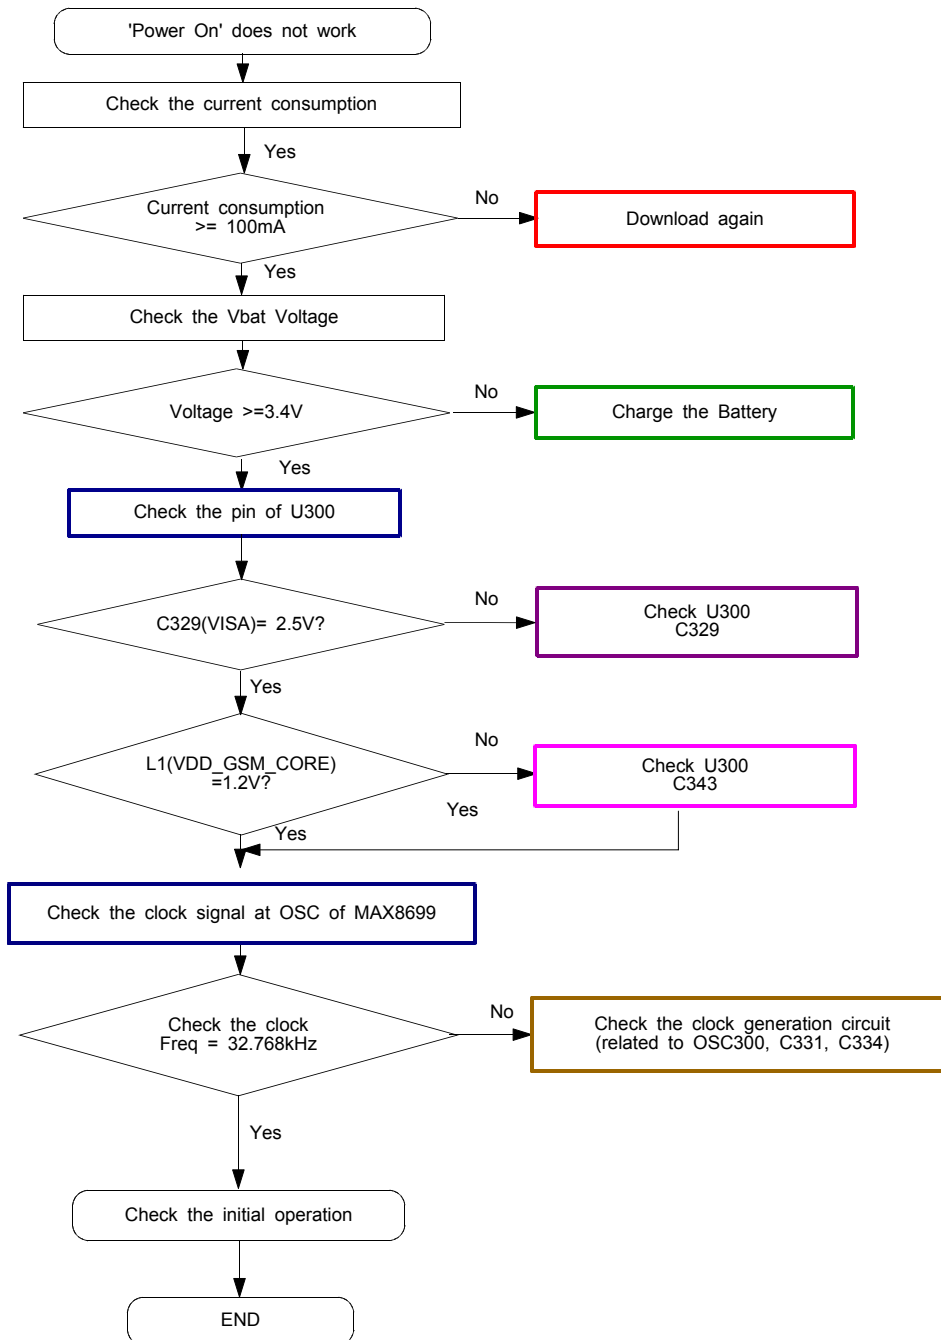 'Power On' does not work
Check the current consumption
Yes
Current consumption
>= 100mA
No
Download again
Yes
Check the Vbat Voltage
Voltage >=3.4V
No
Charge the Battery
Yes
Check the pin of U300
C329(VISA)= 2.5V?
No
Check U300
C329
Yes
L1(VDD_GSM_CORE)
=1.2V?
No
Check U300
C343
Yes
Yes
Check the clock signal at OSC of MAX8699
Check the clock
Freq = 32.768kHz
No
Check the clock generation circuit
(related to OSC300, C331, C334)
Yes
Check the initial operation
END